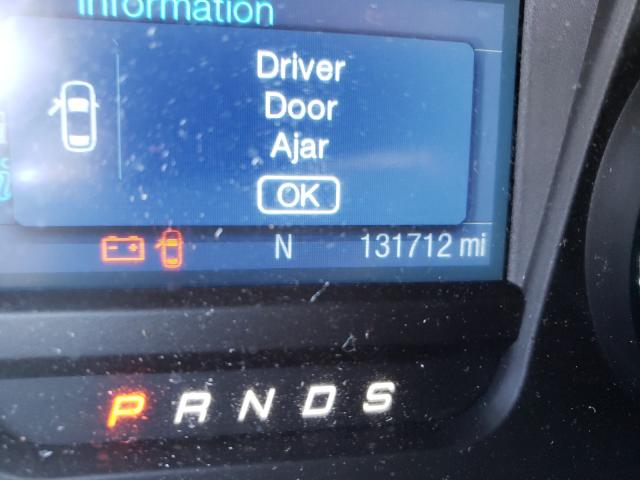 Information
Driver
Door
Ajar
OK
N 131712 mi
P R N D S